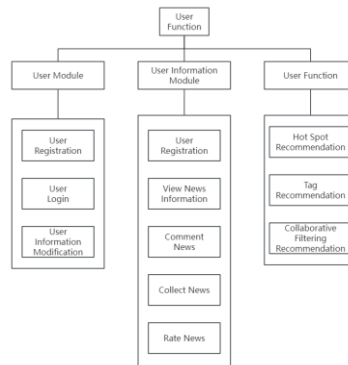 User
Function
User Module
User Information
Module
User Function
User
Registration
User
Login
User
Information
Modification
User
Registration
View News
Information
Comment
News
Collect News
Rate News
Hot Spot
Recommendation
Tag
Recommendation
Collaborative
Filtering
Recommendation